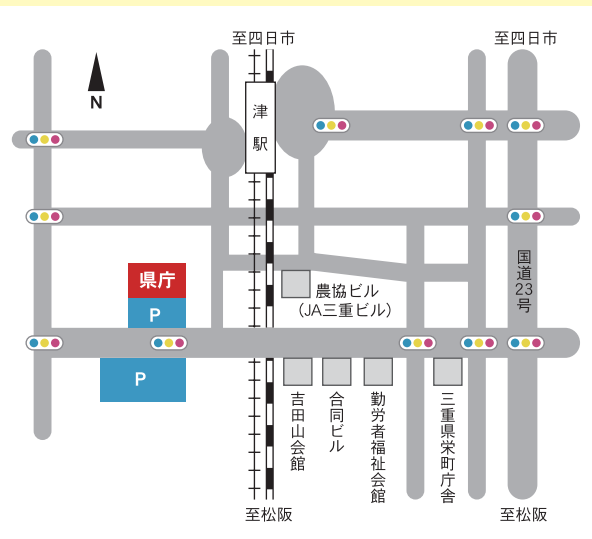 至四日市
至四日市
N
津駅
県庁
P
農協ビル
(JA三重ビル)
国道23号
P
吉田山会館
合同ビル
勤労者福祉会館
三重県栄町庁舎
至松阪
至松阪